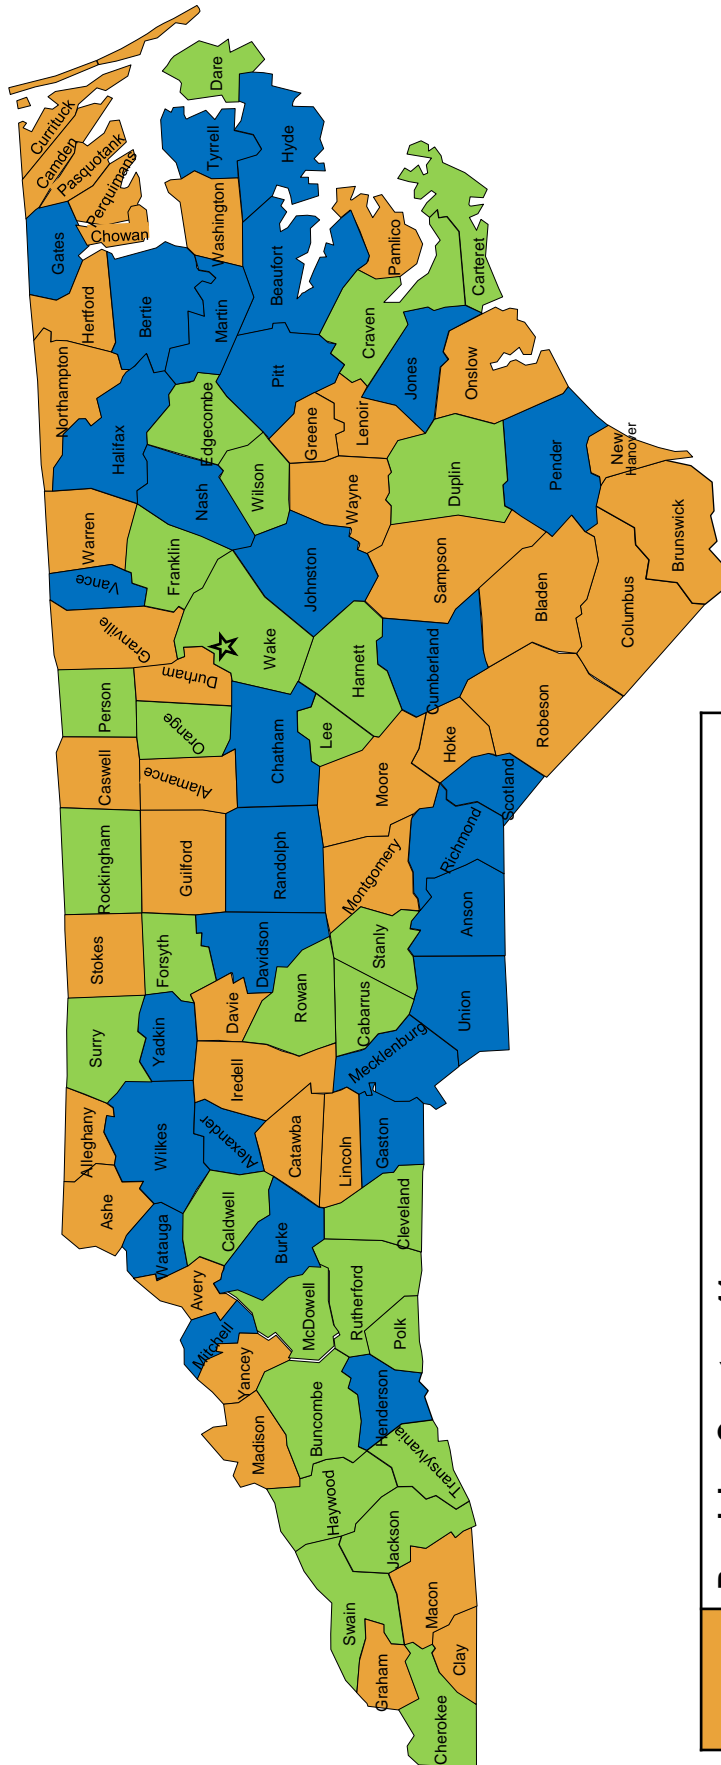 Cherokee
Graham
Clay
Swain
Macon
Jackson
Haywood
Transylvania
Madison
Buncombe
Henderson
Yancey
Mitchell
Avery
McDowell
Rutherford
Polk
Ashe
Watauga
Caldwell
Burke
Cleveland
Alleghany
Wilkes
Alexander
Catawba
Lincoln
Gaston
Surry
Yadkin
Iredell
Mecklenburg
Stokes
Forsyth
Davie
Davidson
Rowan
Cabarrus
Stanly
Union
Rockingham
Guilford
Randolph
Montgomery
Anson
Richmond
Caswell
Alamance
Chatham
Moore
Scotland
Hoke
Person
Orange
Durham
Lee
Harnett
Cumberland
Robeson
Granville
Wake
Vance
Warren
Franklin
Johnston
Sampson
Bladen
Columbus
Brunswick
Northampton
Halifax
Nash
Edgecombe
Wilson
Wayne
Greene
Lenoir
Duplin
Pender
New
Hanover
Hertford
Bertie
Martin
Pitt
Craven
Jones
Onslow
Gates
Chowan
Perquimans
Pasquotank
Camden
Currituck
Washington
Tyrrell
Dare
Hyde
Beaufort
Pamlico
Carteret